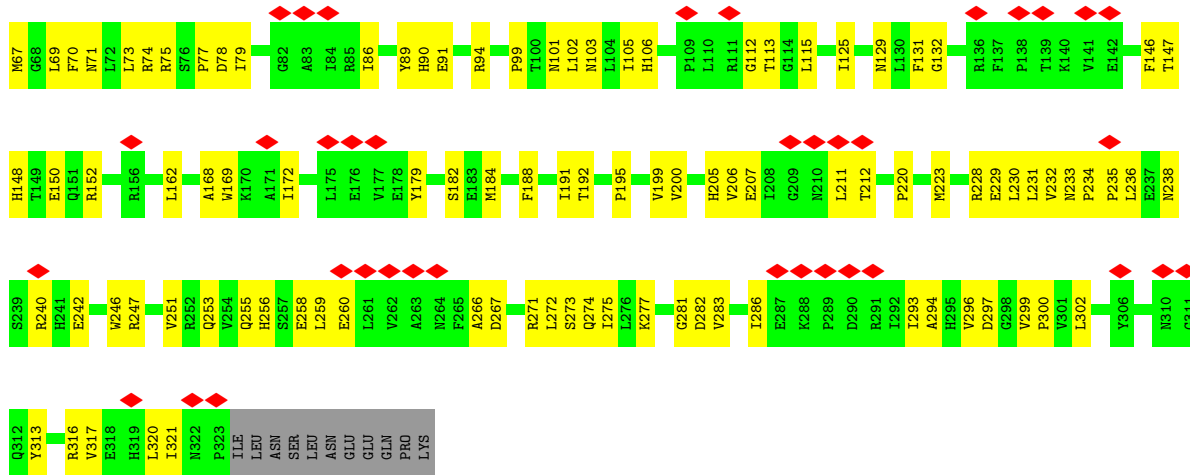 M67 G68 L69 F70 N71 L72 L73 R74 R75 S76 P77 D78 I79 G82 A83 I84 R85 I86 Y89 H90 E91 R94 P99 T100 N101 L102 N103 L104 I105 H106 P109 L110 R111 G112 T113 G114 L115 I125 N129 L130 F131 G132 R136 F137 P138 T139 K140 V141 E142 F146 T147
H148 T149 E150 Q151 R152 R156 L162 A168 W169 K170 A171 I172 L175 E176 V177 E178 Y179 S182 E183 M184 F188 I191 T192 P195 V199 V200 H205 V206 E207 I208 G209 N210 L211 T212 P220 M223 R228 E229 L230 L231 V232 N233 P234 P235 L236 E237 N238
S239 R240 H241 E242 W246 R247 V251 R252 Q253 V254 Q255 H256 S257 E258 L259 E260 L261 V262 A263 N264 F265 A266 D267 R271 L272 S273 Q274 I275 L276 K277 G281 D282 V283 I286 E287 K288 P289 D290 R291 I292 I293 A294 H295 V296 D297 G298 V299 P300 V301 L302 Y306 N310 G311
Q312 Y313 R316 V317 E318 H319 L320 I321 N322 P323 ILE LEU ASN SER LEU ASN GLU GLU GLN PRO LYS